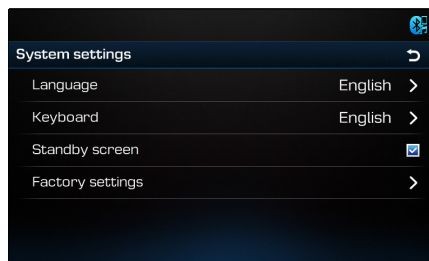 System settings
Language English
Keyboard English
Standby screen
Factory settings